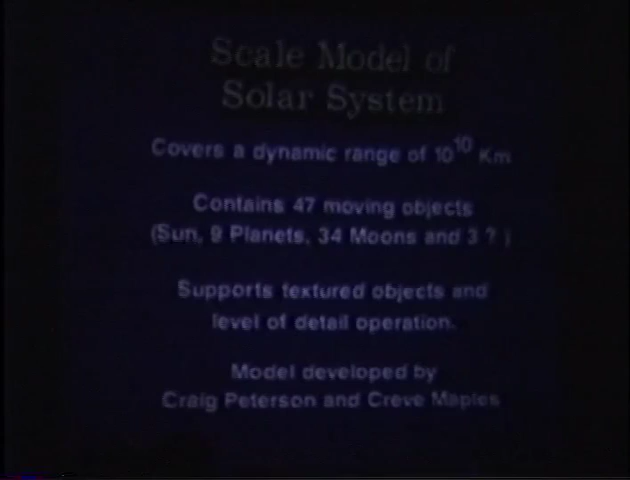 Scale Model of
Solar System
Covers a dynamic range of 10¹⁰ Km
Contains 47 moving objects
(Sun, 9 Planets, 34 Moons and 3 ? )
Supports textured objects and
level of detail operation.
Model developed by
Craig Peterson and Creve Maples